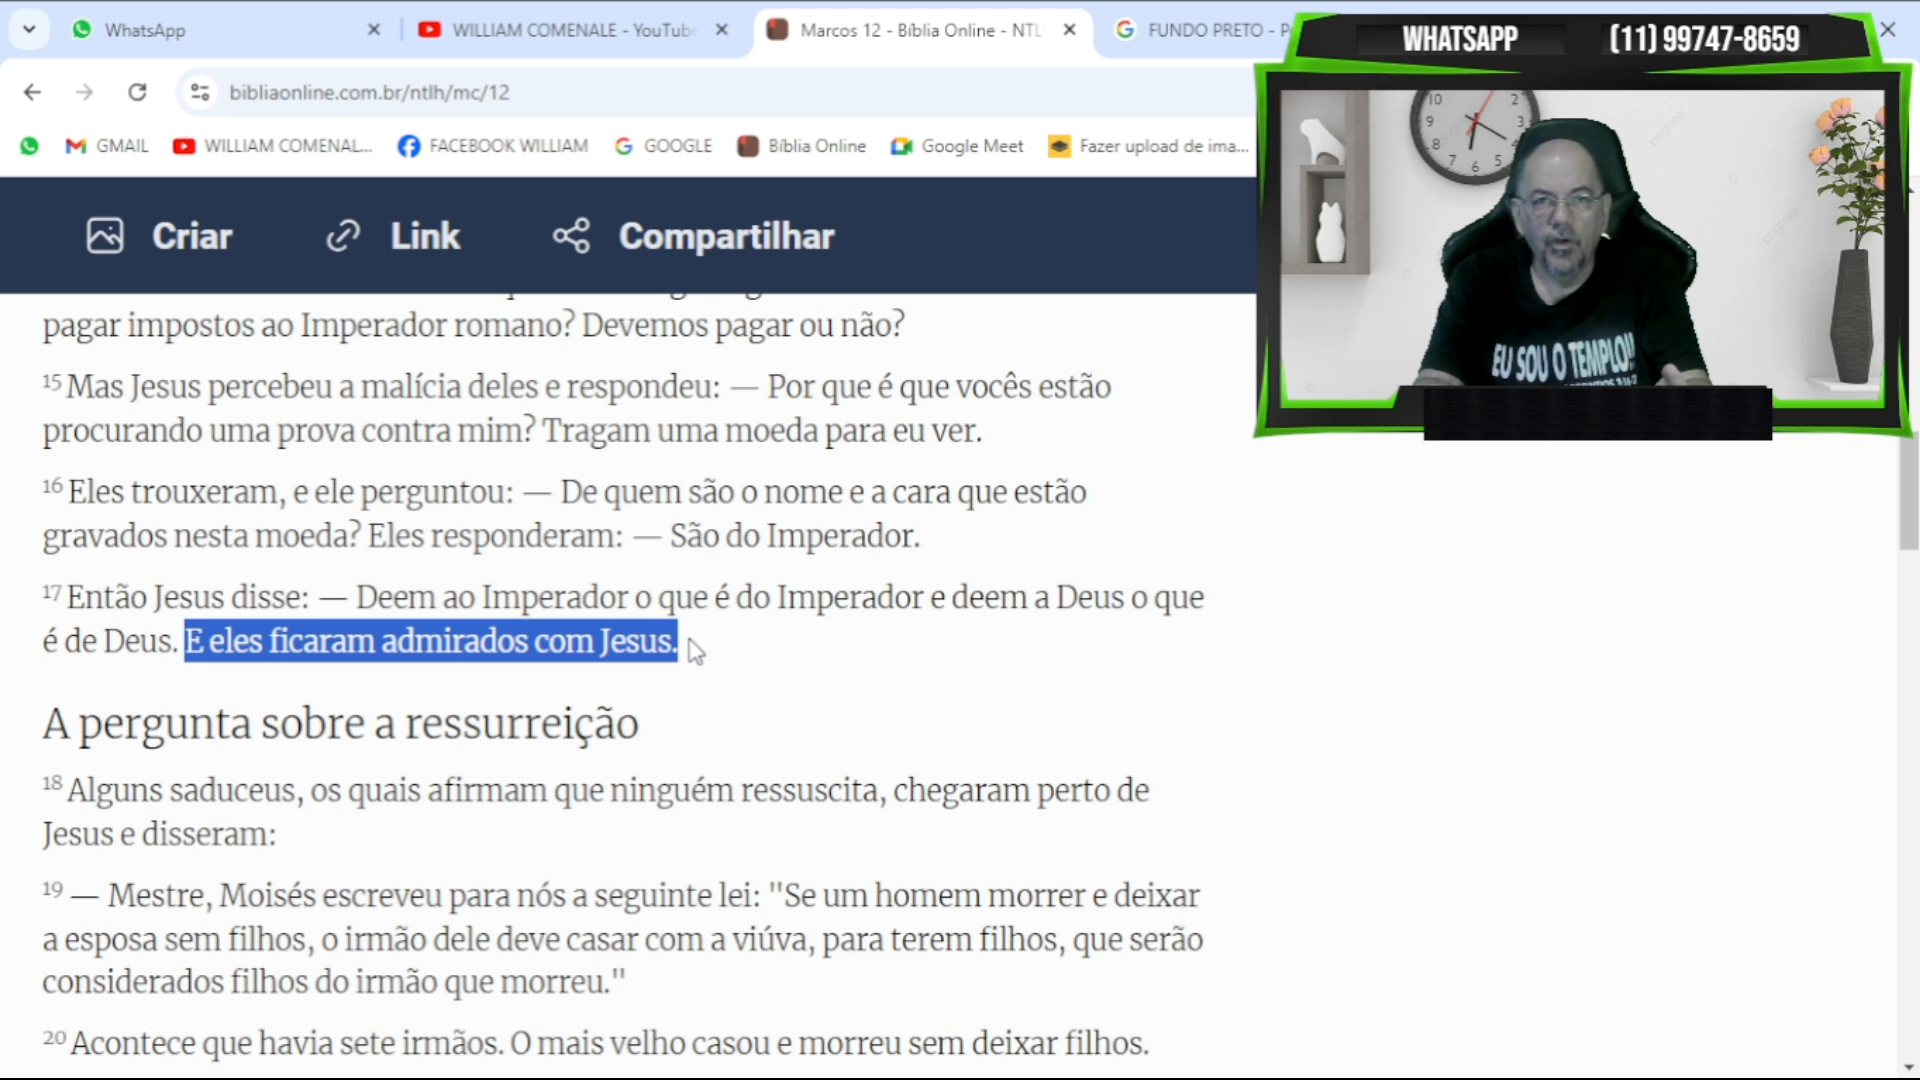 WhatsApp
WILLIAM COMENALE - YouTub
Marcos 12 - Bíblia Online - NTL
FUNDO PRETO - P
WHATSAPP (11) 99747-8659
bibliaonline.com.br/ntlh/mc/12
GMAIL
WILLIAM COMENAL...
FACEBOOK WILLIAM
GOOGLE
Bíblia Online
Google Meet
Fazer upload de ima...
10 2
9 3
8
7 6 5
EU SOU O TEMPLO!!
Criar
Link
Compartilhar
pagar impostos ao Imperador romano? Devemos pagar ou não?
15 Mas Jesus percebeu a malícia deles e respondeu: — Por que é que vocês estão
procurando uma prova contra mim? Tragam uma moeda para eu ver.
16 Eles trouxeram, e ele perguntou: — De quem são o nome e a cara que estão
gravados nesta moeda? Eles responderam: — São do Imperador.
17 Então Jesus disse: — Deem ao Imperador o que é do Imperador e deem a Deus o que
é de Deus. E eles ficaram admirados com Jesus.
A pergunta sobre a ressurreição
18 Alguns saduceus, os quais afirmam que ninguém ressuscita, chegaram perto de
Jesus e disseram:
19 — Mestre, Moisés escreveu para nós a seguinte lei: "Se um homem morrer e deixar
a esposa sem filhos, o irmão dele deve casar com a viúva, para terem filhos, que serão
considerados filhos do irmão que morreu."
20 Acontece que havia sete irmãos. O mais velho casou e morreu sem deixar filhos.